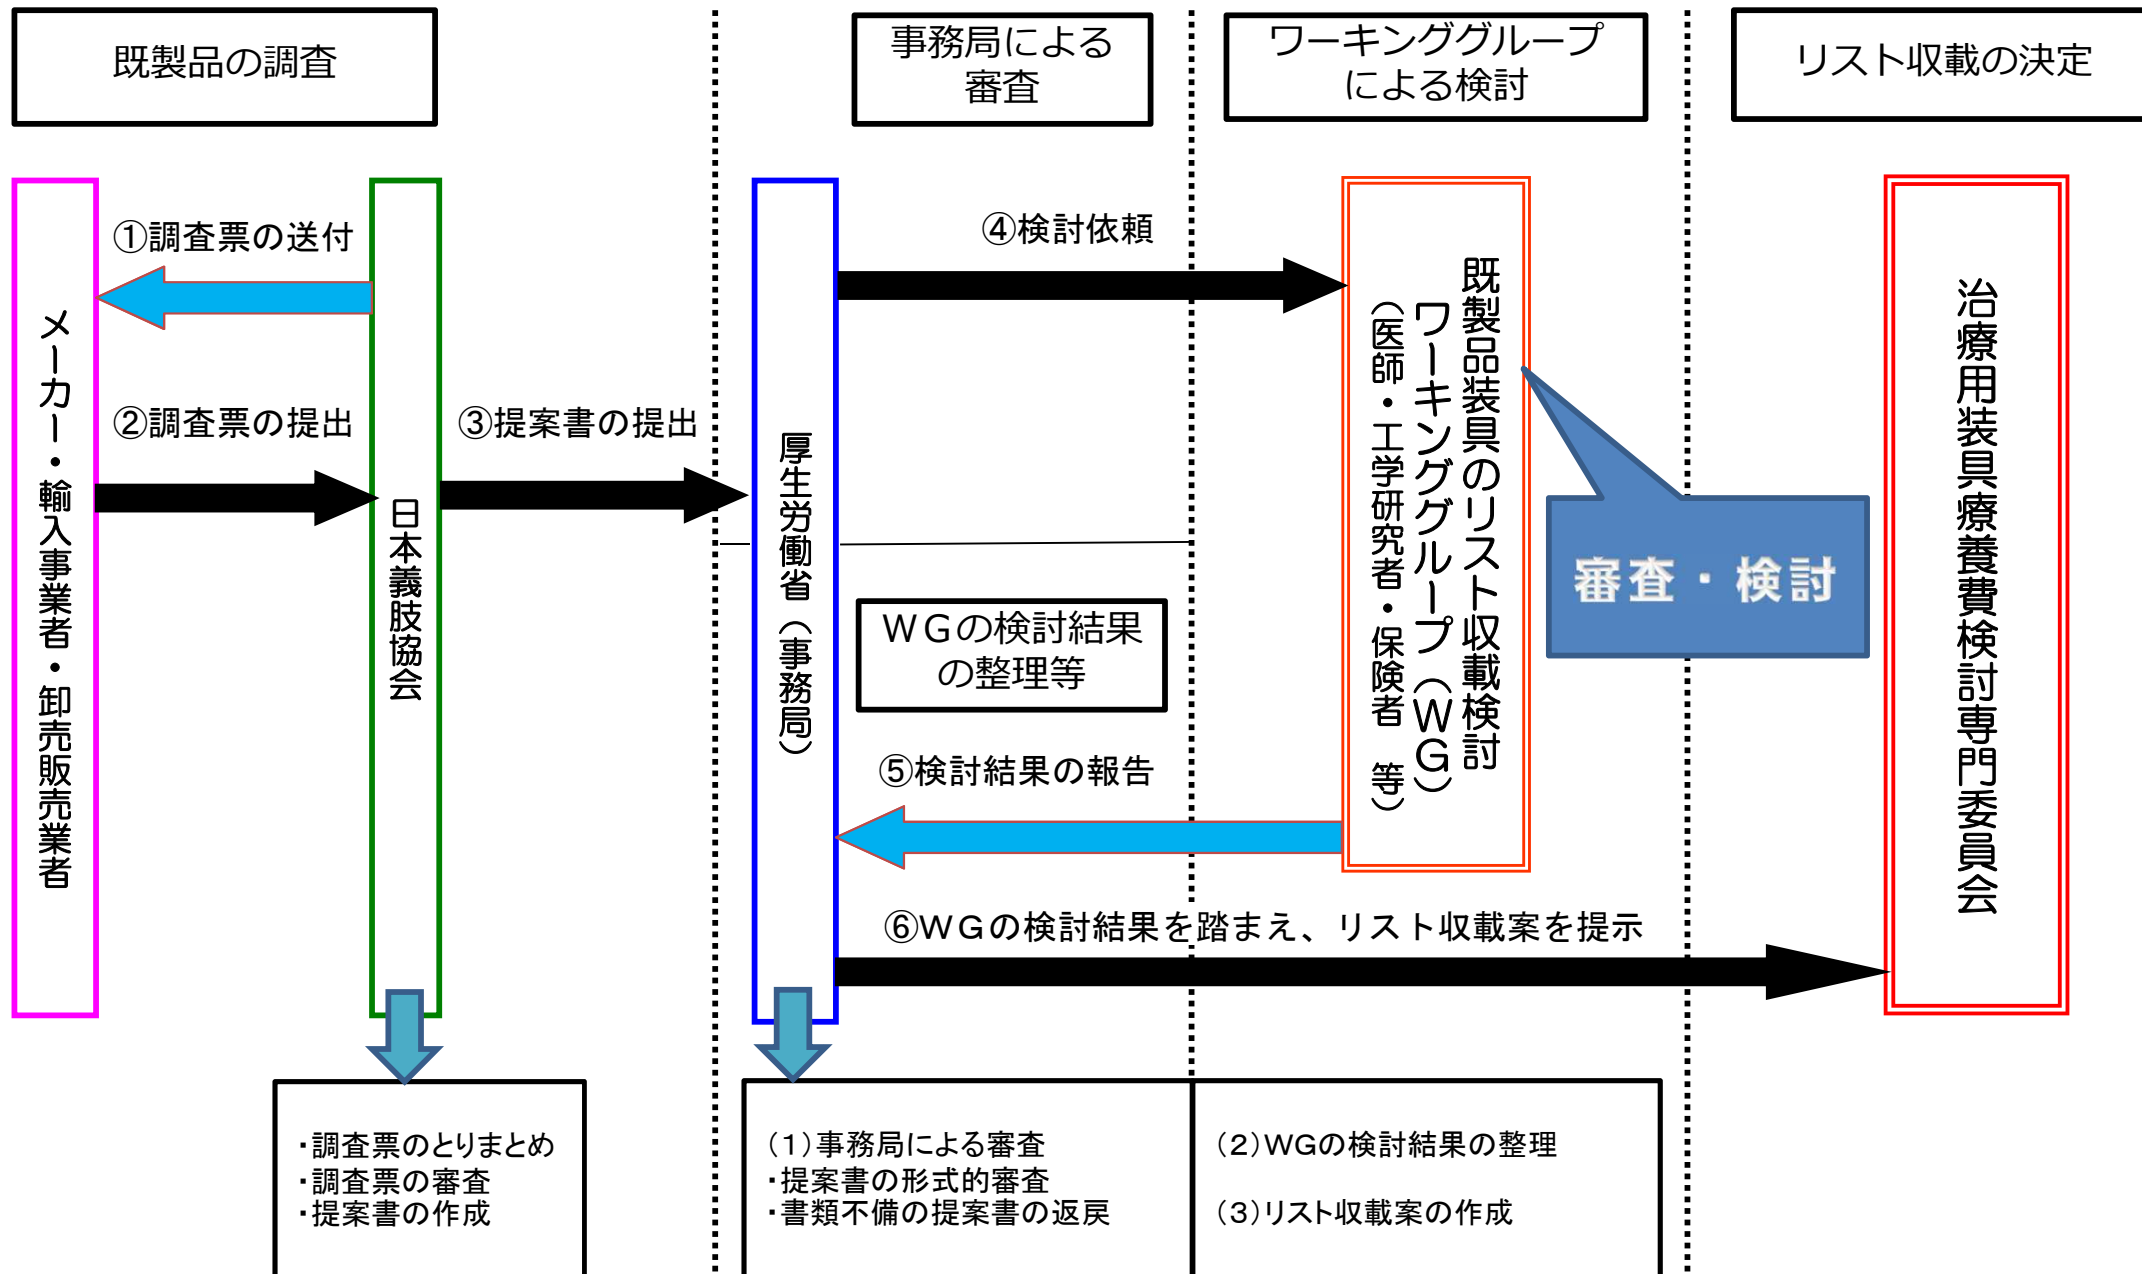 既製品の調査
事務局による
審査
ワーキンググループ
による検討
リスト収載の決定
メーカー・輸入事業者・卸売販売業者
①調査票の送付
②調査票の提出
日本義肢協会
③提案書の提出
厚生労働省（事務局）
④検討依頼
ＷＧの検討結果
の整理等
⑤検討結果の報告
⑥ＷＧの検討結果を踏まえ、リスト収載案を提示
既製品装具のリスト収載検討
ワーキンググループ（ＷＧ）
（医師・工学研究者・保険者　等）
審査・検討
治療用装具療養費検討専門委員会
・調査票のとりまとめ
・調査票の審査
・提案書の作成
（１）事務局による審査
・提案書の形式的審査
・書類不備の提案書の返戻
（２）WGの検討結果の整理
（３）リスト収載案の作成